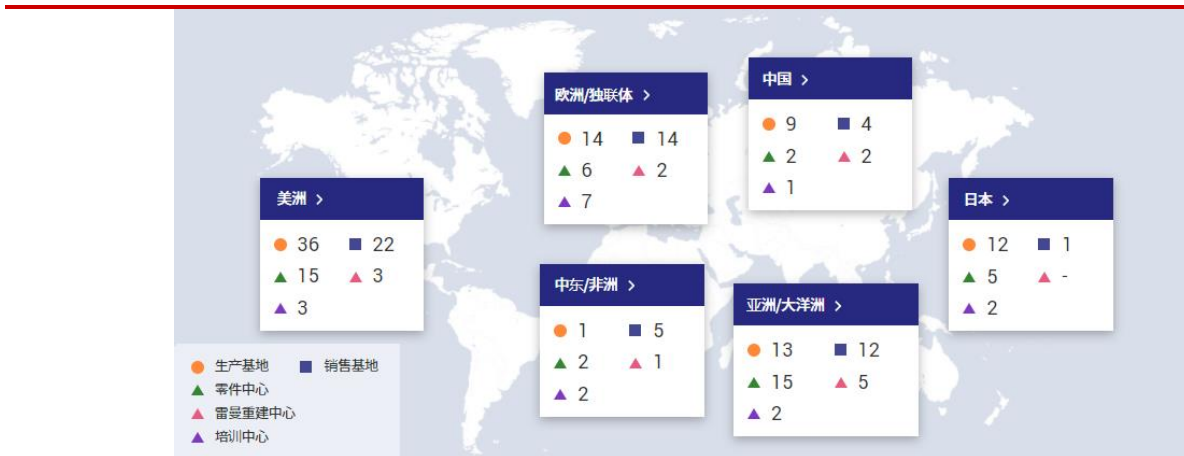 欧洲/独联体 >
14 14
6 2
7
中国 >
9 4
2 2
1
美洲 >
36 22
15 3
3
日本 >
12 1
5 -
2
中东/非洲 >
1 5
2 1
2
亚洲/大洋洲 >
13 12
15 5
2
生产基地 销售基地
零件中心
雷曼重建中心
培训中心